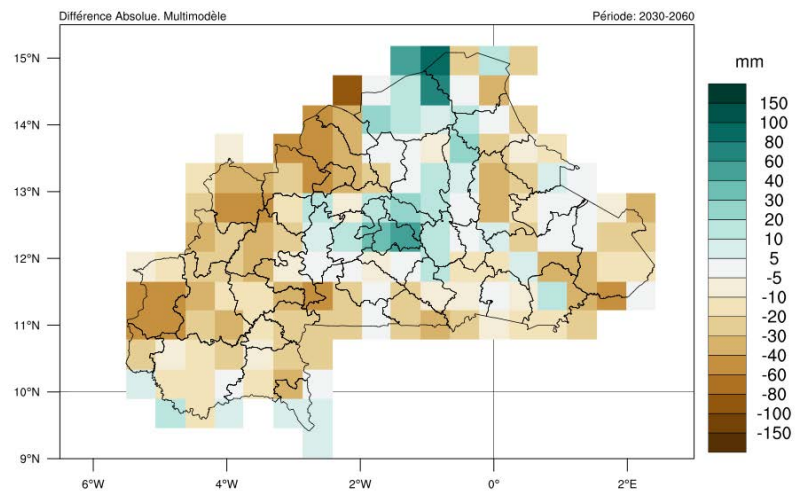 Différence Absolue. Multimodèle
Période: 2030-2060
mm
15°N
14°N
13°N
12°N
11°N
10°N
9°N
6°W
4°W
2°W
0°
2°E
150
100
80
60
40
30
20
10
5
-5
-10
-20
-30
-40
-60
-80
-100
-150